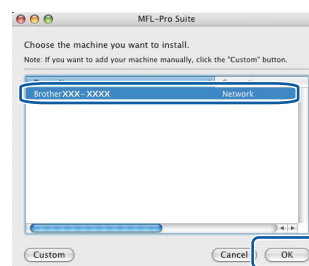 MFL-Pro Suite
Choose the machine you want to install.
Note: If you want to add your machine manually, click the "Custom" button.
BrotherXXX-XXXX Network
Custom Cancel OK